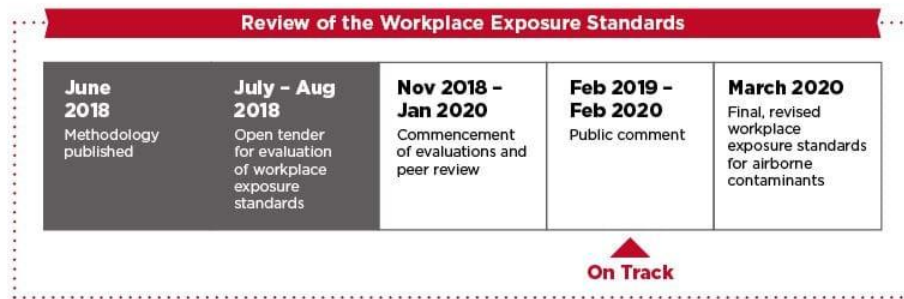 Review of the Workplace Exposure Standards
June
2018
Methodology
published
July – Aug
2018
Open tender
for evaluation
of workplace
exposure
standards
Nov 2018 –
Jan 2020
Commencement
of evaluations and
peer review
Feb 2019 –
Feb 2020
Public comment
March 2020
Final, revised
workplace
exposure standards
for airborne
contaminants
On Track